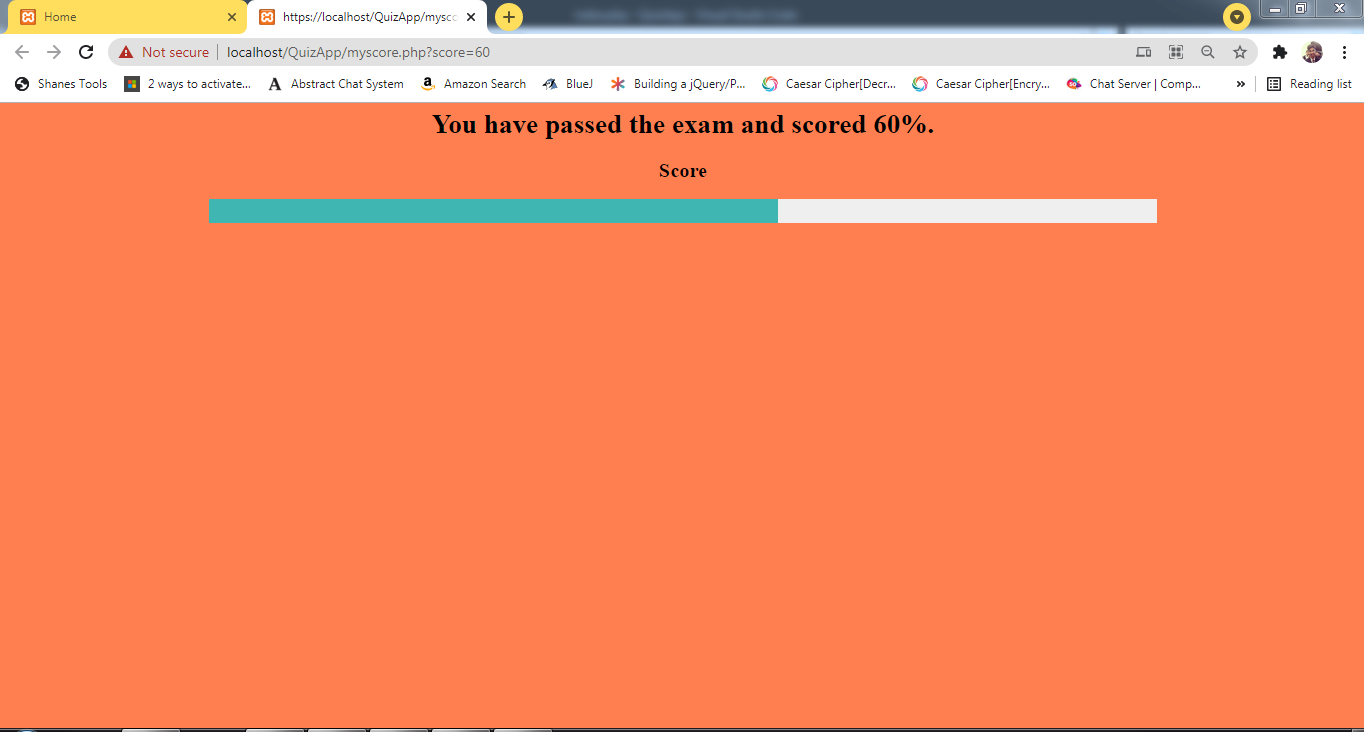 Home
https://localhost/QuizApp/mysco
Not secure
localhost/QuizApp/myscore.php?score=60
Shanes Tools
2 ways to activate...
Abstract Chat System
Amazon Search
BlueJ
Building a jQuery/P...
Caesar Cipher[Decr...
Caesar Cipher[Encry...
Chat Server | Comp...
»
Reading list
You have passed the exam and scored 60%.
Score